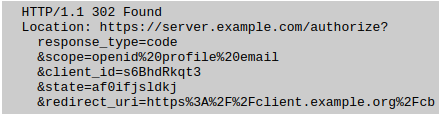 HTTP/1.1 302 Found
Location: https://server.example.com/authorize?
response_type=code
&scope=openid%20profile%20email
&client_id=s6BhdRkqt3
&state=af0ifjsldkj
&redirect_uri=https%3A%2F%2Fclient.example.org%2Fcb